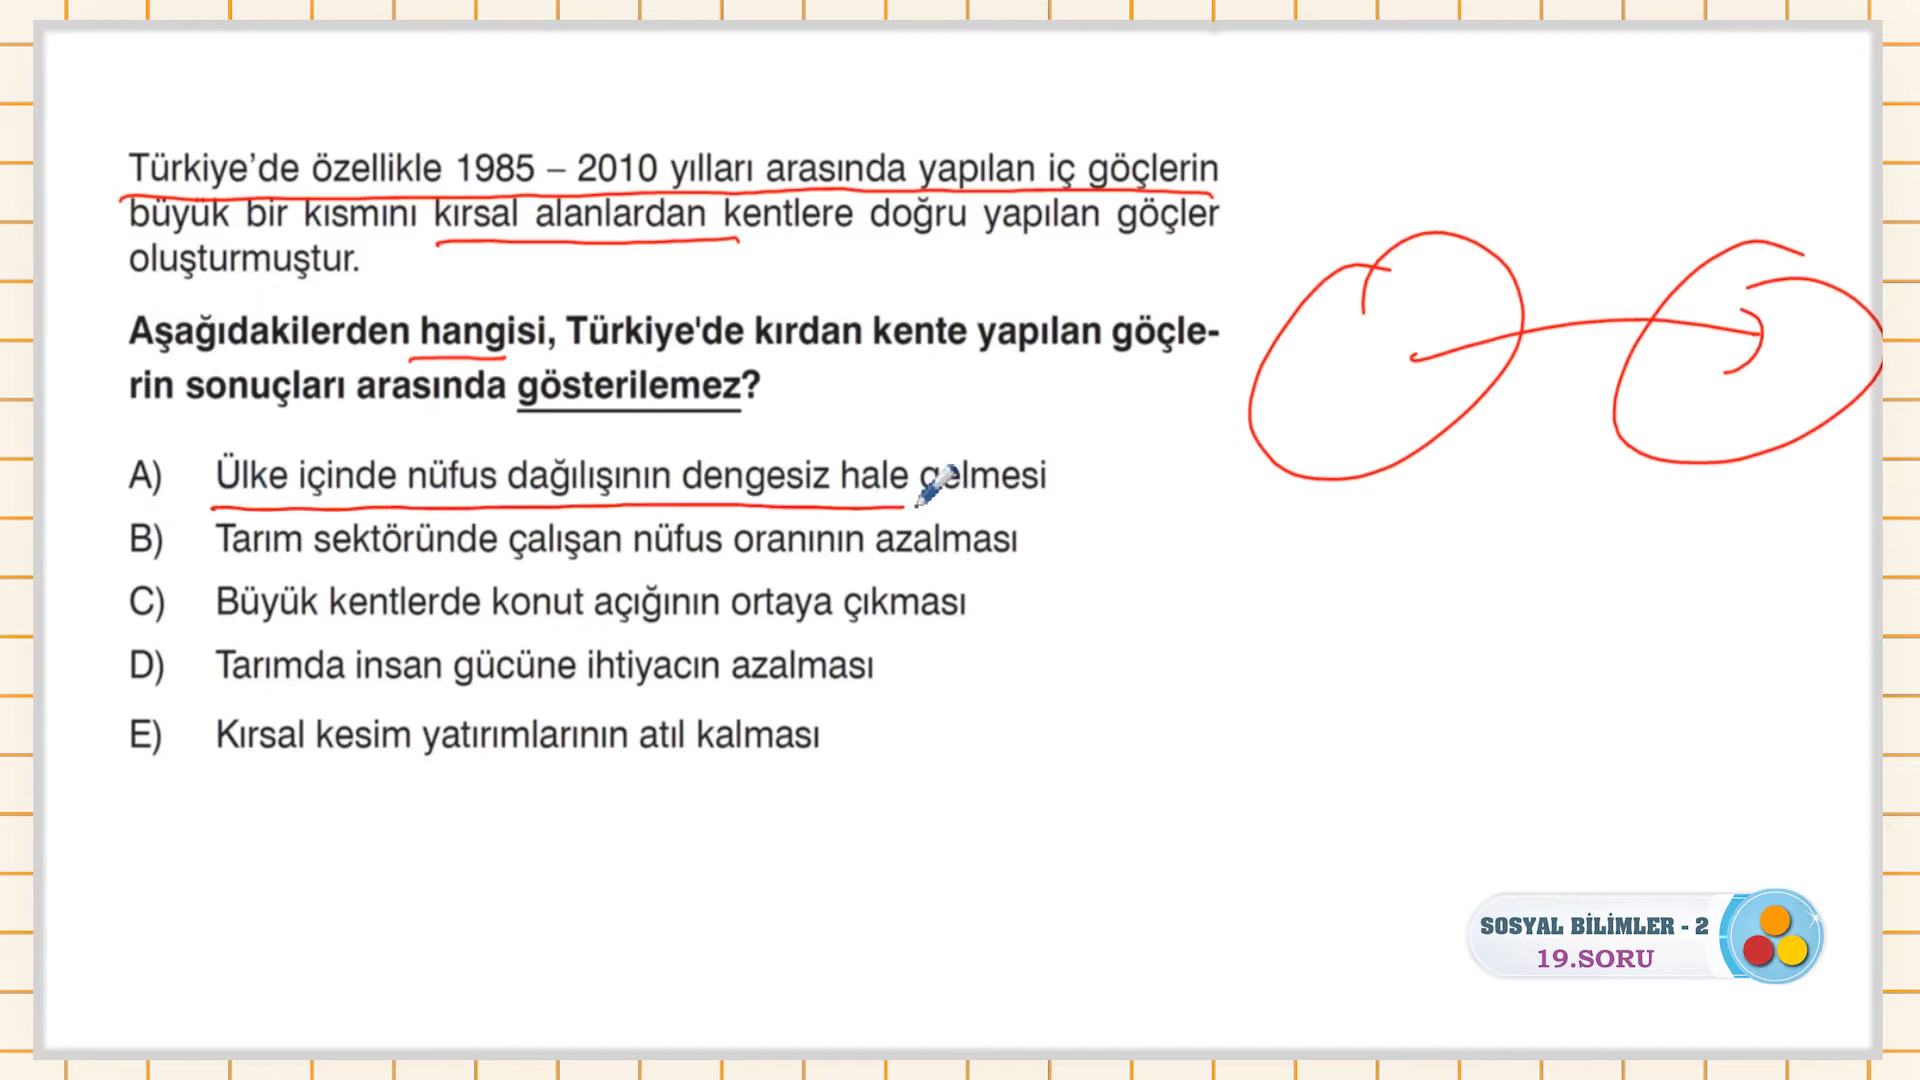 Türkiye’de özellikle 1985 – 2010 yılları arasında yapılan iç göçlerin
büyük bir kısmını kırsal alanlardan kentlere doğru yapılan göçler
oluşturmuştur.
Aşağıdakilerden hangisi, Türkiye'de kırdan kente yapılan göçle-
rin sonuçları arasında gösterilemez?
A) Ülke içinde nüfus dağılışının dengesiz hale gelmesi
B) Tarım sektöründe çalışan nüfus oranının azalması
C) Büyük kentlerde konut açığının ortaya çıkması
D) Tarımda insan gücüne ihtiyacın azalması
E) Kırsal kesim yatırımlarının atıl kalması
SOSYAL BİLİMLER - 2
19.SORU